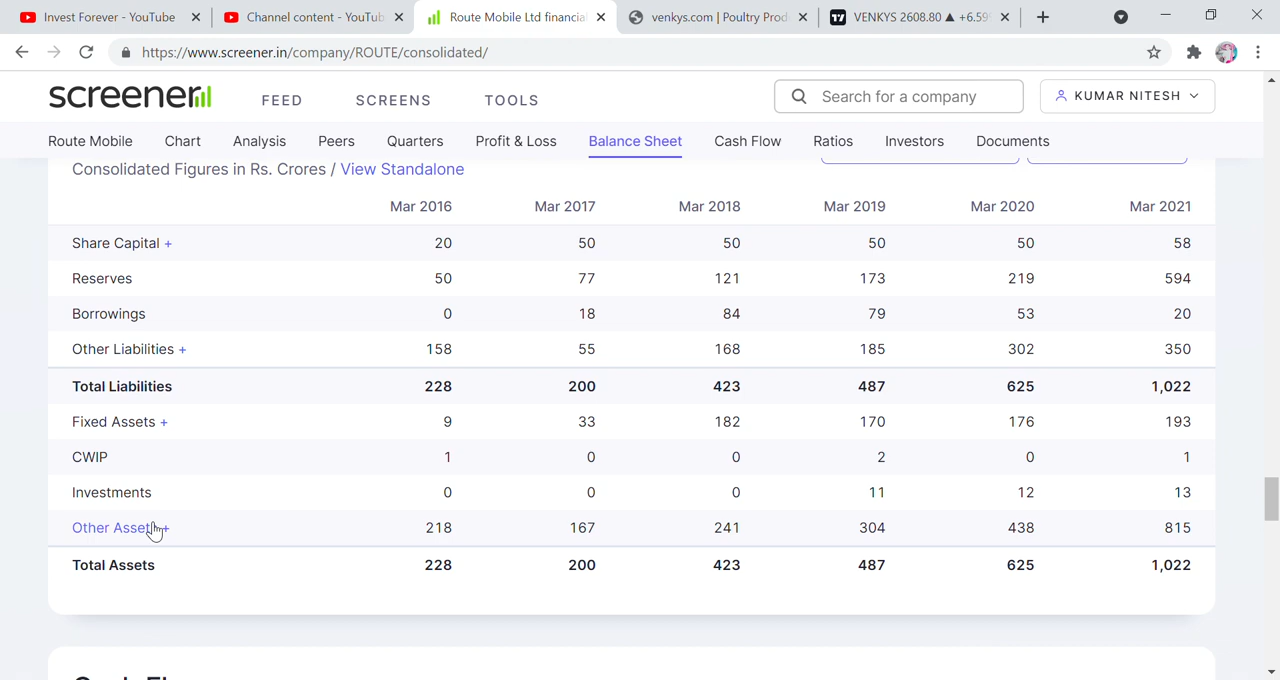 Invest Forever - YouTube
Channel content - YouTub
Route Mobile Ltd financia
venkys.com | Poultry Prod
VENKYS 2608.80 ▲ +6.59
https://www.screener.in/company/ROUTE/consolidated/
screener
FEED SCREENS TOOLS
Search for a company
KUMAR NITESH
Route Mobile Chart Analysis Peers Quarters Profit & Loss Balance Sheet Cash Flow Ratios Investors Documents
Consolidated Figures in Rs. Crores / View Standalone
Mar 2016 Mar 2017 Mar 2018 Mar 2019 Mar 2020 Mar 2021
Share Capital + 20 50 50 50 50 58
Reserves 50 77 121 173 219 594
Borrowings 0 18 84 79 53 20
Other Liabilities + 158 55 168 185 302 350
Total Liabilities 228 200 423 487 625 1,022
Fixed Assets + 9 33 182 170 176 193
CWIP 1 0 0 2 0 1
Investments 0 0 0 11 12 13
Other Assets + 218 167 241 304 438 815
Total Assets 228 200 423 487 625 1,022